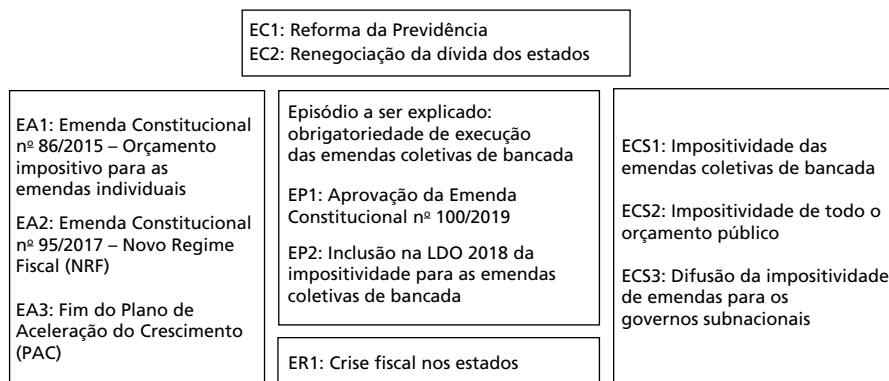 EC1: Reforma da Previdência
EC2: Renegociação da dívida dos estados
EA1: Emenda Constitucional
nº 86/2015 – Orçamento
impositivo para as
emendas individuais
EA2: Emenda Constitucional
nº 95/2017 – Novo Regime
Fiscal (NRF)
EA3: Fim do Plano de
Aceleração do Crescimento
(PAC)
Episódio a ser explicado:
obrigatoriedade de execução
das emendas coletivas de bancada
EP1: Aprovação da Emenda
Constitucional nº 100/2019
EP2: Inclusão na LDO 2018 da
impositividade para as emendas
coletivas de bancada
ER1: Crise fiscal nos estados
ECS1: Impositividade das
emendas coletivas de bancada
ECS2: Impositividade de todo o
orçamento público
ECS3: Difusão da impositividade
de emendas para os
governos subnacionais